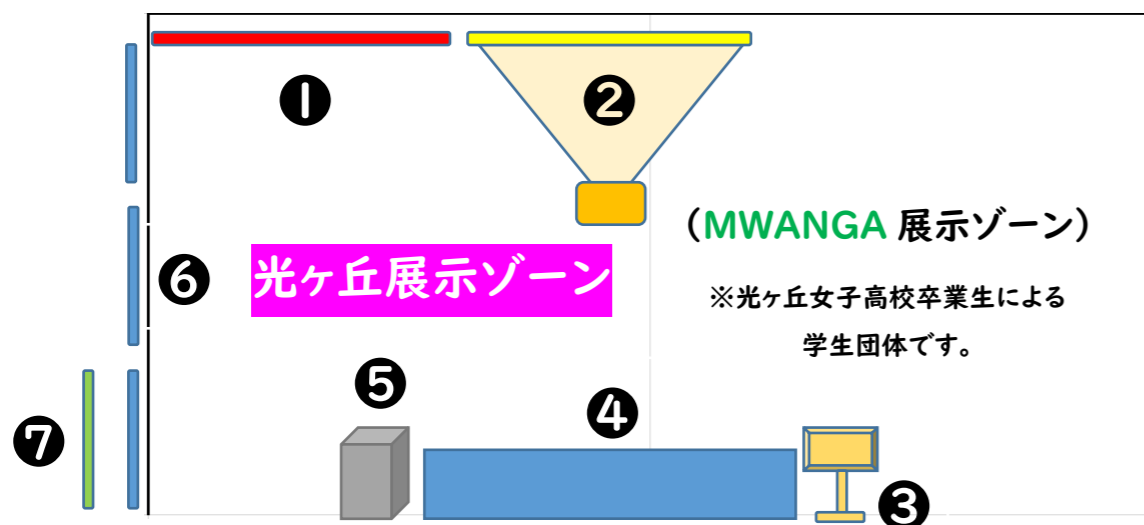 ❶
❷
(MWANGA 展示ゾーン)
❻
光ヶ丘展示ゾーン
※光ヶ丘女子高校卒業生による
学生団体です。
❺
❹
❼
❸